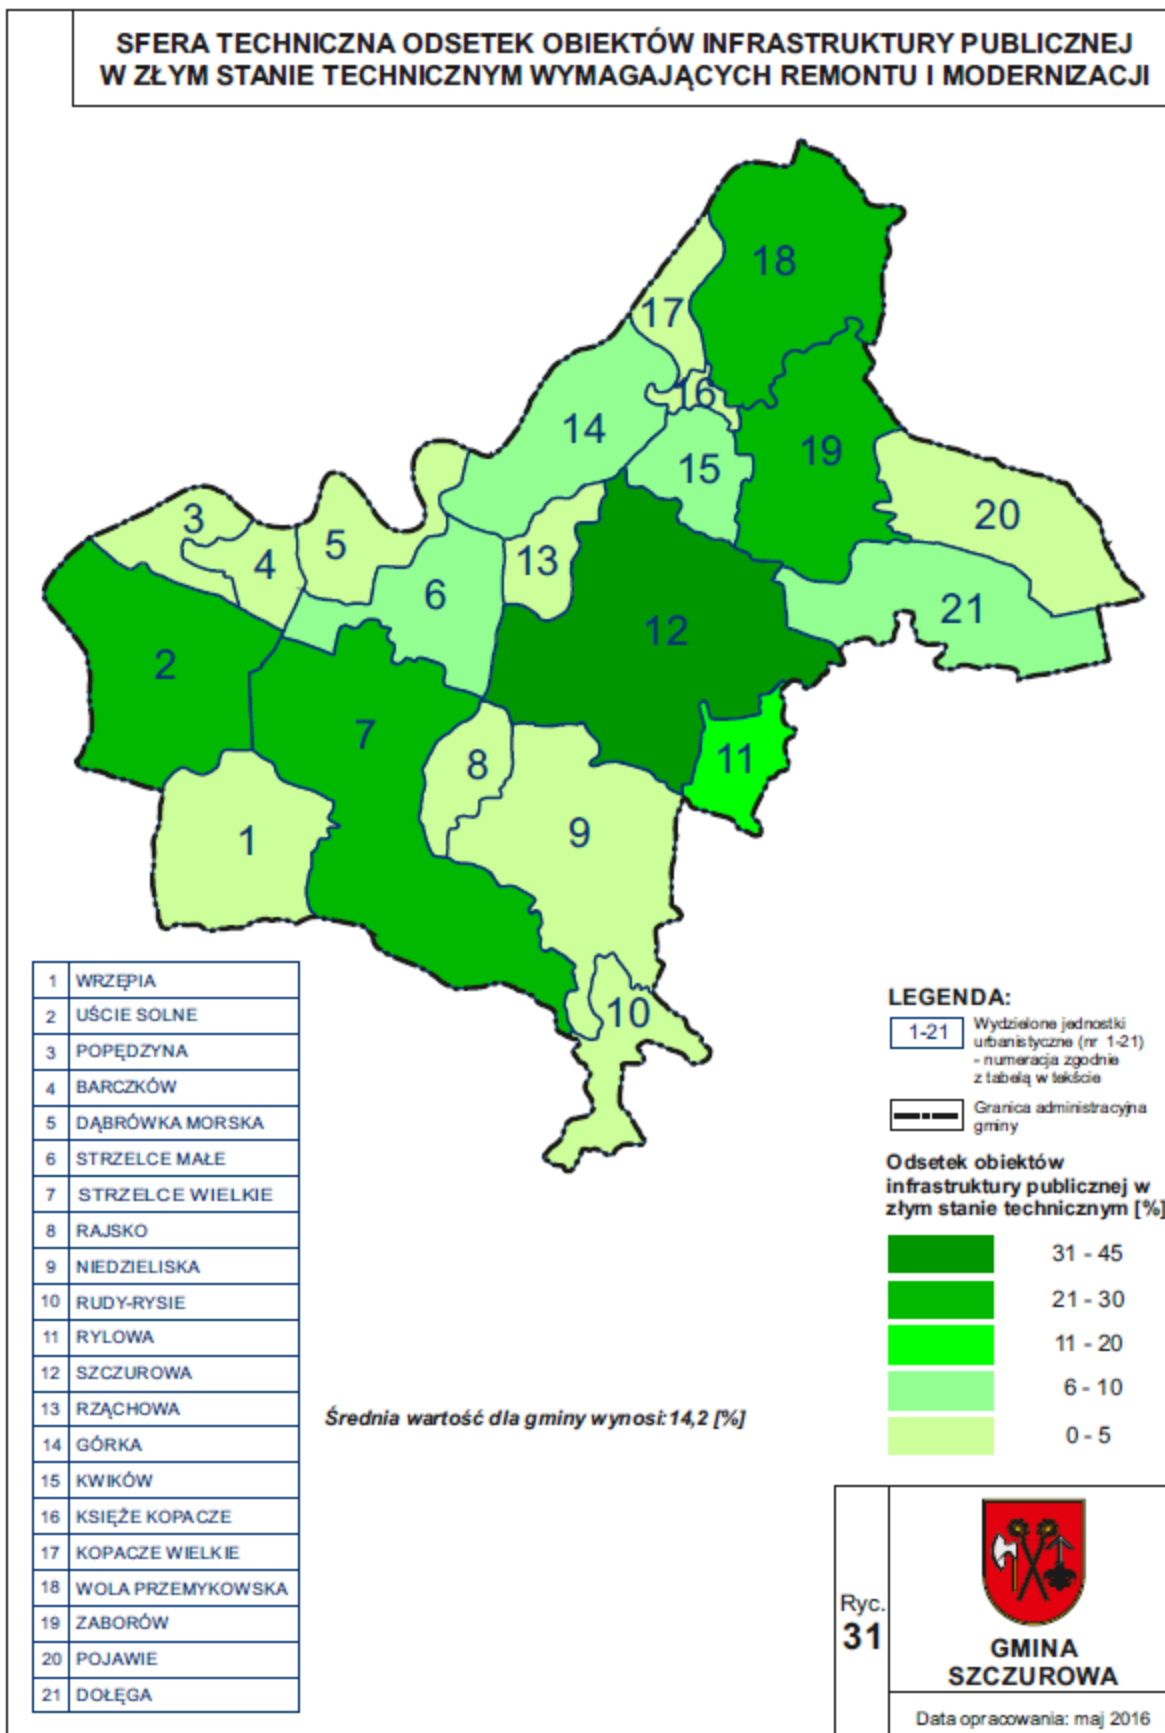 SFERA TECHNICZNA ODSETEK OBIEKTÓW INFRASTRUKTURY PUBLICZNEJ
W ZŁYM STANIE TECHNICZNYM WYMAGAJĄCYCH REMONTU I MODERNIZACJI
18
17
16
14
15
19
20
3
4
5
13
6
21
12
2
7
8
11
1
9
10
1 WRZĘPIA
2 UŚCIE SOLNE
3 POPĘDZYNA
4 BARCZKÓW
5 DĄBRÓWKA MORSKA
6 STRZELCE MAŁE
7 STRZELCE WIELKIE
8 RAJSKO
9 NIEDZIELISKA
10 RUDY-RYSIE
11 RYLOWA
12 SZCZUROWA
13 RZĄCHOWA
14 GÓRKA
15 KWIKÓW
16 KSIĘŻE KOPACZE
17 KOPACZE WIELKIE
18 WOLA PRZEMYKOWSKA
19 ZABORÓW
20 POJAWIE
21 DOŁĘGA
Średnia wartość dla gminy wynosi:14,2 [%]
LEGENDA:
1-21 Wydzielone jednostki
urbanistyczne (nr 1-21)
- numeracja zgodnie
z tabelą w tekście
Granica administracyjna
gminy
Odsetek obiektów
infrastruktury publicznej w
złym stanie technicznym [%]
31 - 45
21 - 30
11 - 20
6 - 10
0 - 5
Ryc.
31
GMINA
SZCZUROWA
Data opracowania: maj 2016